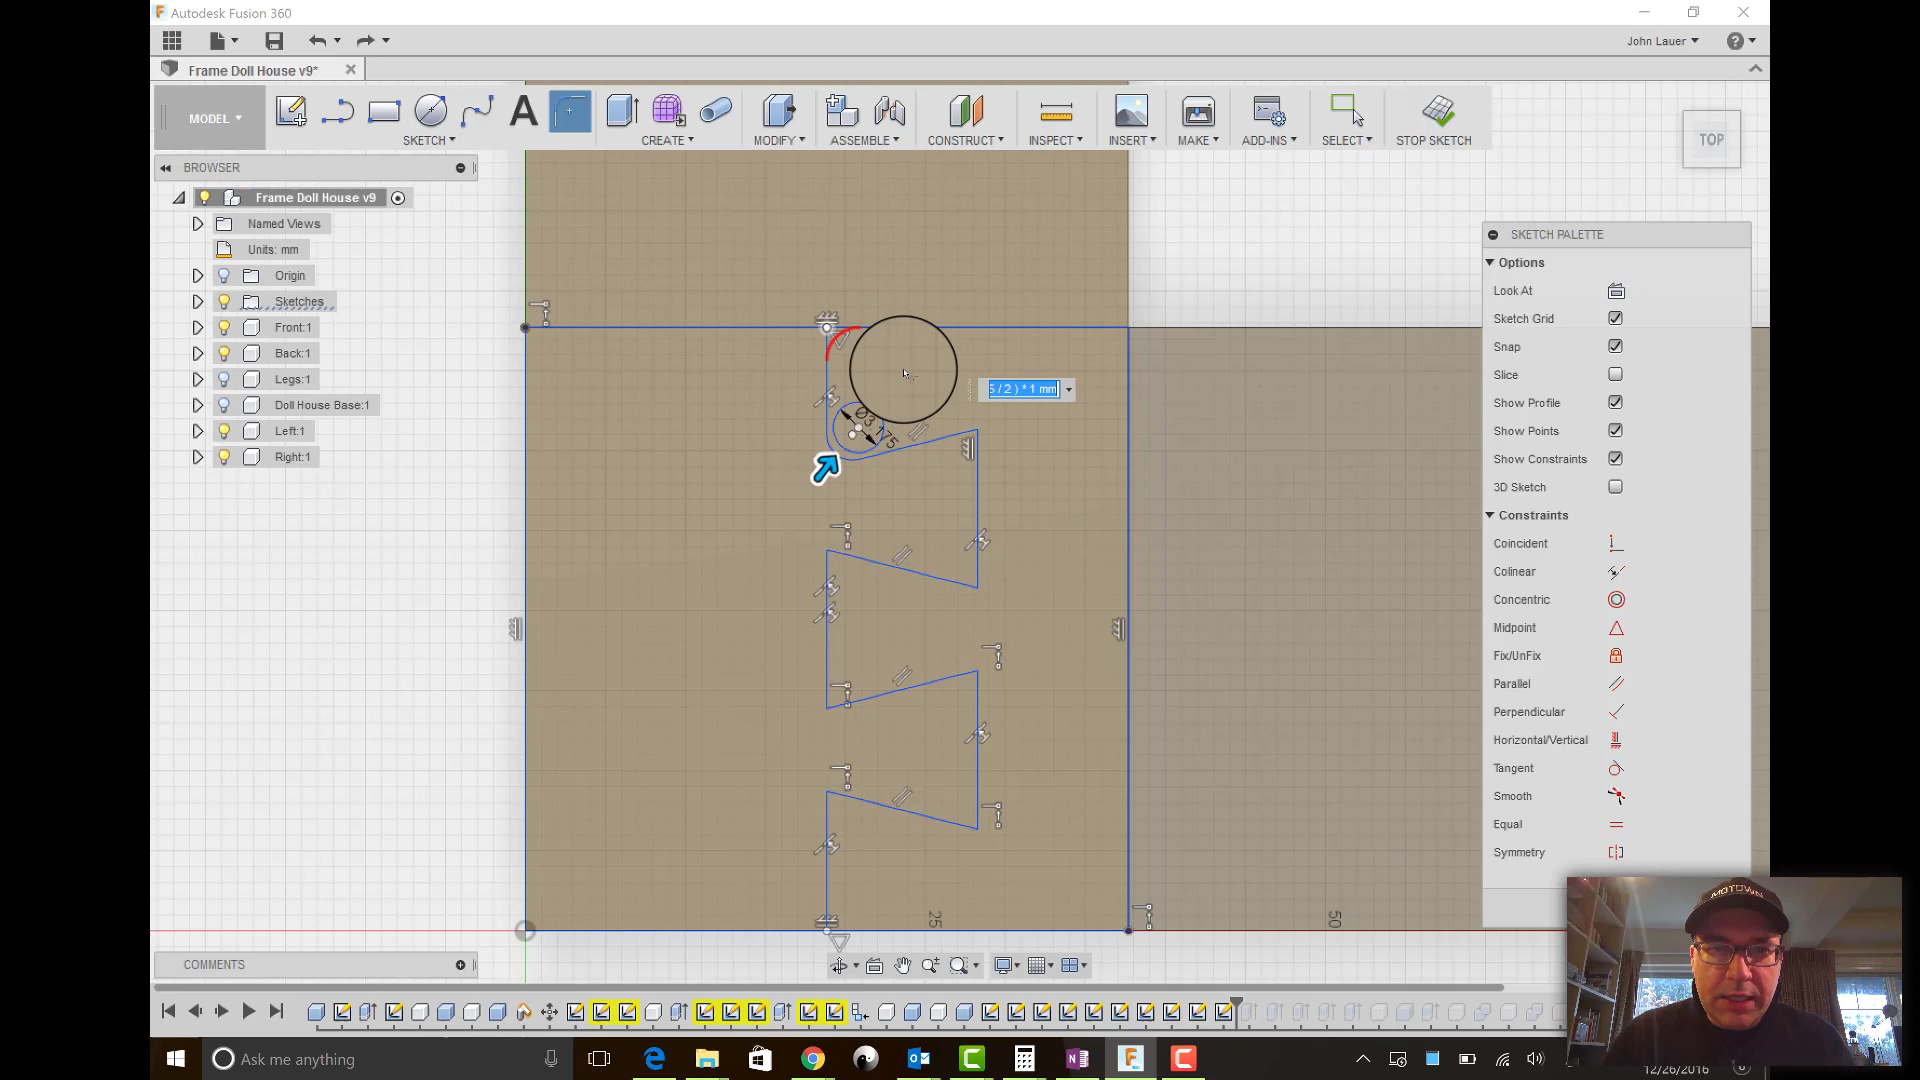 Autodesk Fusion 360
John Lauer
Frame Doll House v9*
MODEL
SKETCH
CREATE
MODIFY
ASSEMBLE
CONSTRUCT
INSPECT
INSERT
MAKE
ADD-INS
SELECT
STOP SKETCH
TOP
BROWSER
Frame Doll House v9
Named Views
Units: mm
Origin
Sketches
Front:1
Back:1
Legs:1
Doll House Base:1
Left:1
Right:1
SKETCH PALETTE
Options
Look At
Sketch Grid
Snap
Slice
Show Profile
Show Points
Show Constraints
3D Sketch
Constraints
Coincident
Colinear
Concentric
Midpoint
Fix/UnFix
Parallel
Perpendicular
Horizontal/Vertical
Tangent
Smooth
Equal
Symmetry
5 / 2 ) * 1 mm
Ø3.175
25
50
MOTOWN
COMMENTS
Ask me anything
12/26/2016